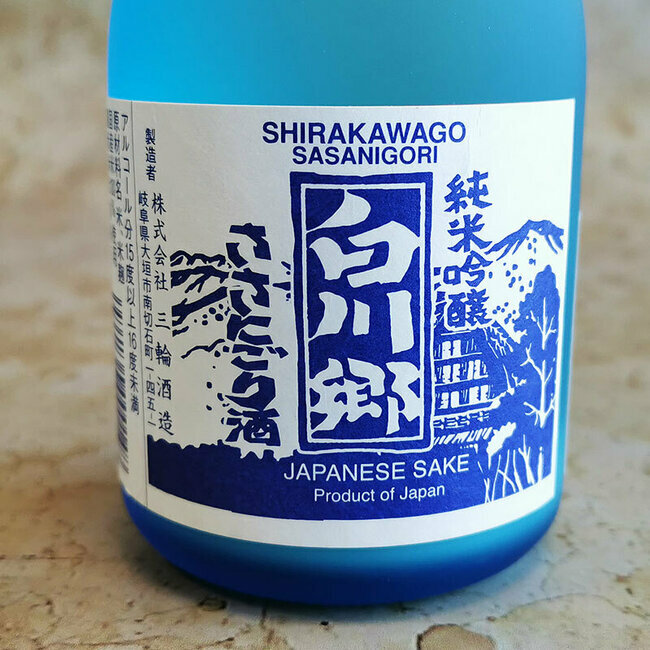 SHIRAKAWAGO
SASANIGORI
純米吟醸
白川郷
ささにごり酒
JAPANESE SAKE
Product of Japan
製造者 株式会社 三輪酒造
岐阜県大垣市南切石町一-四五-一
アルコール分15度以上16度未満
原材料名 米、米麹